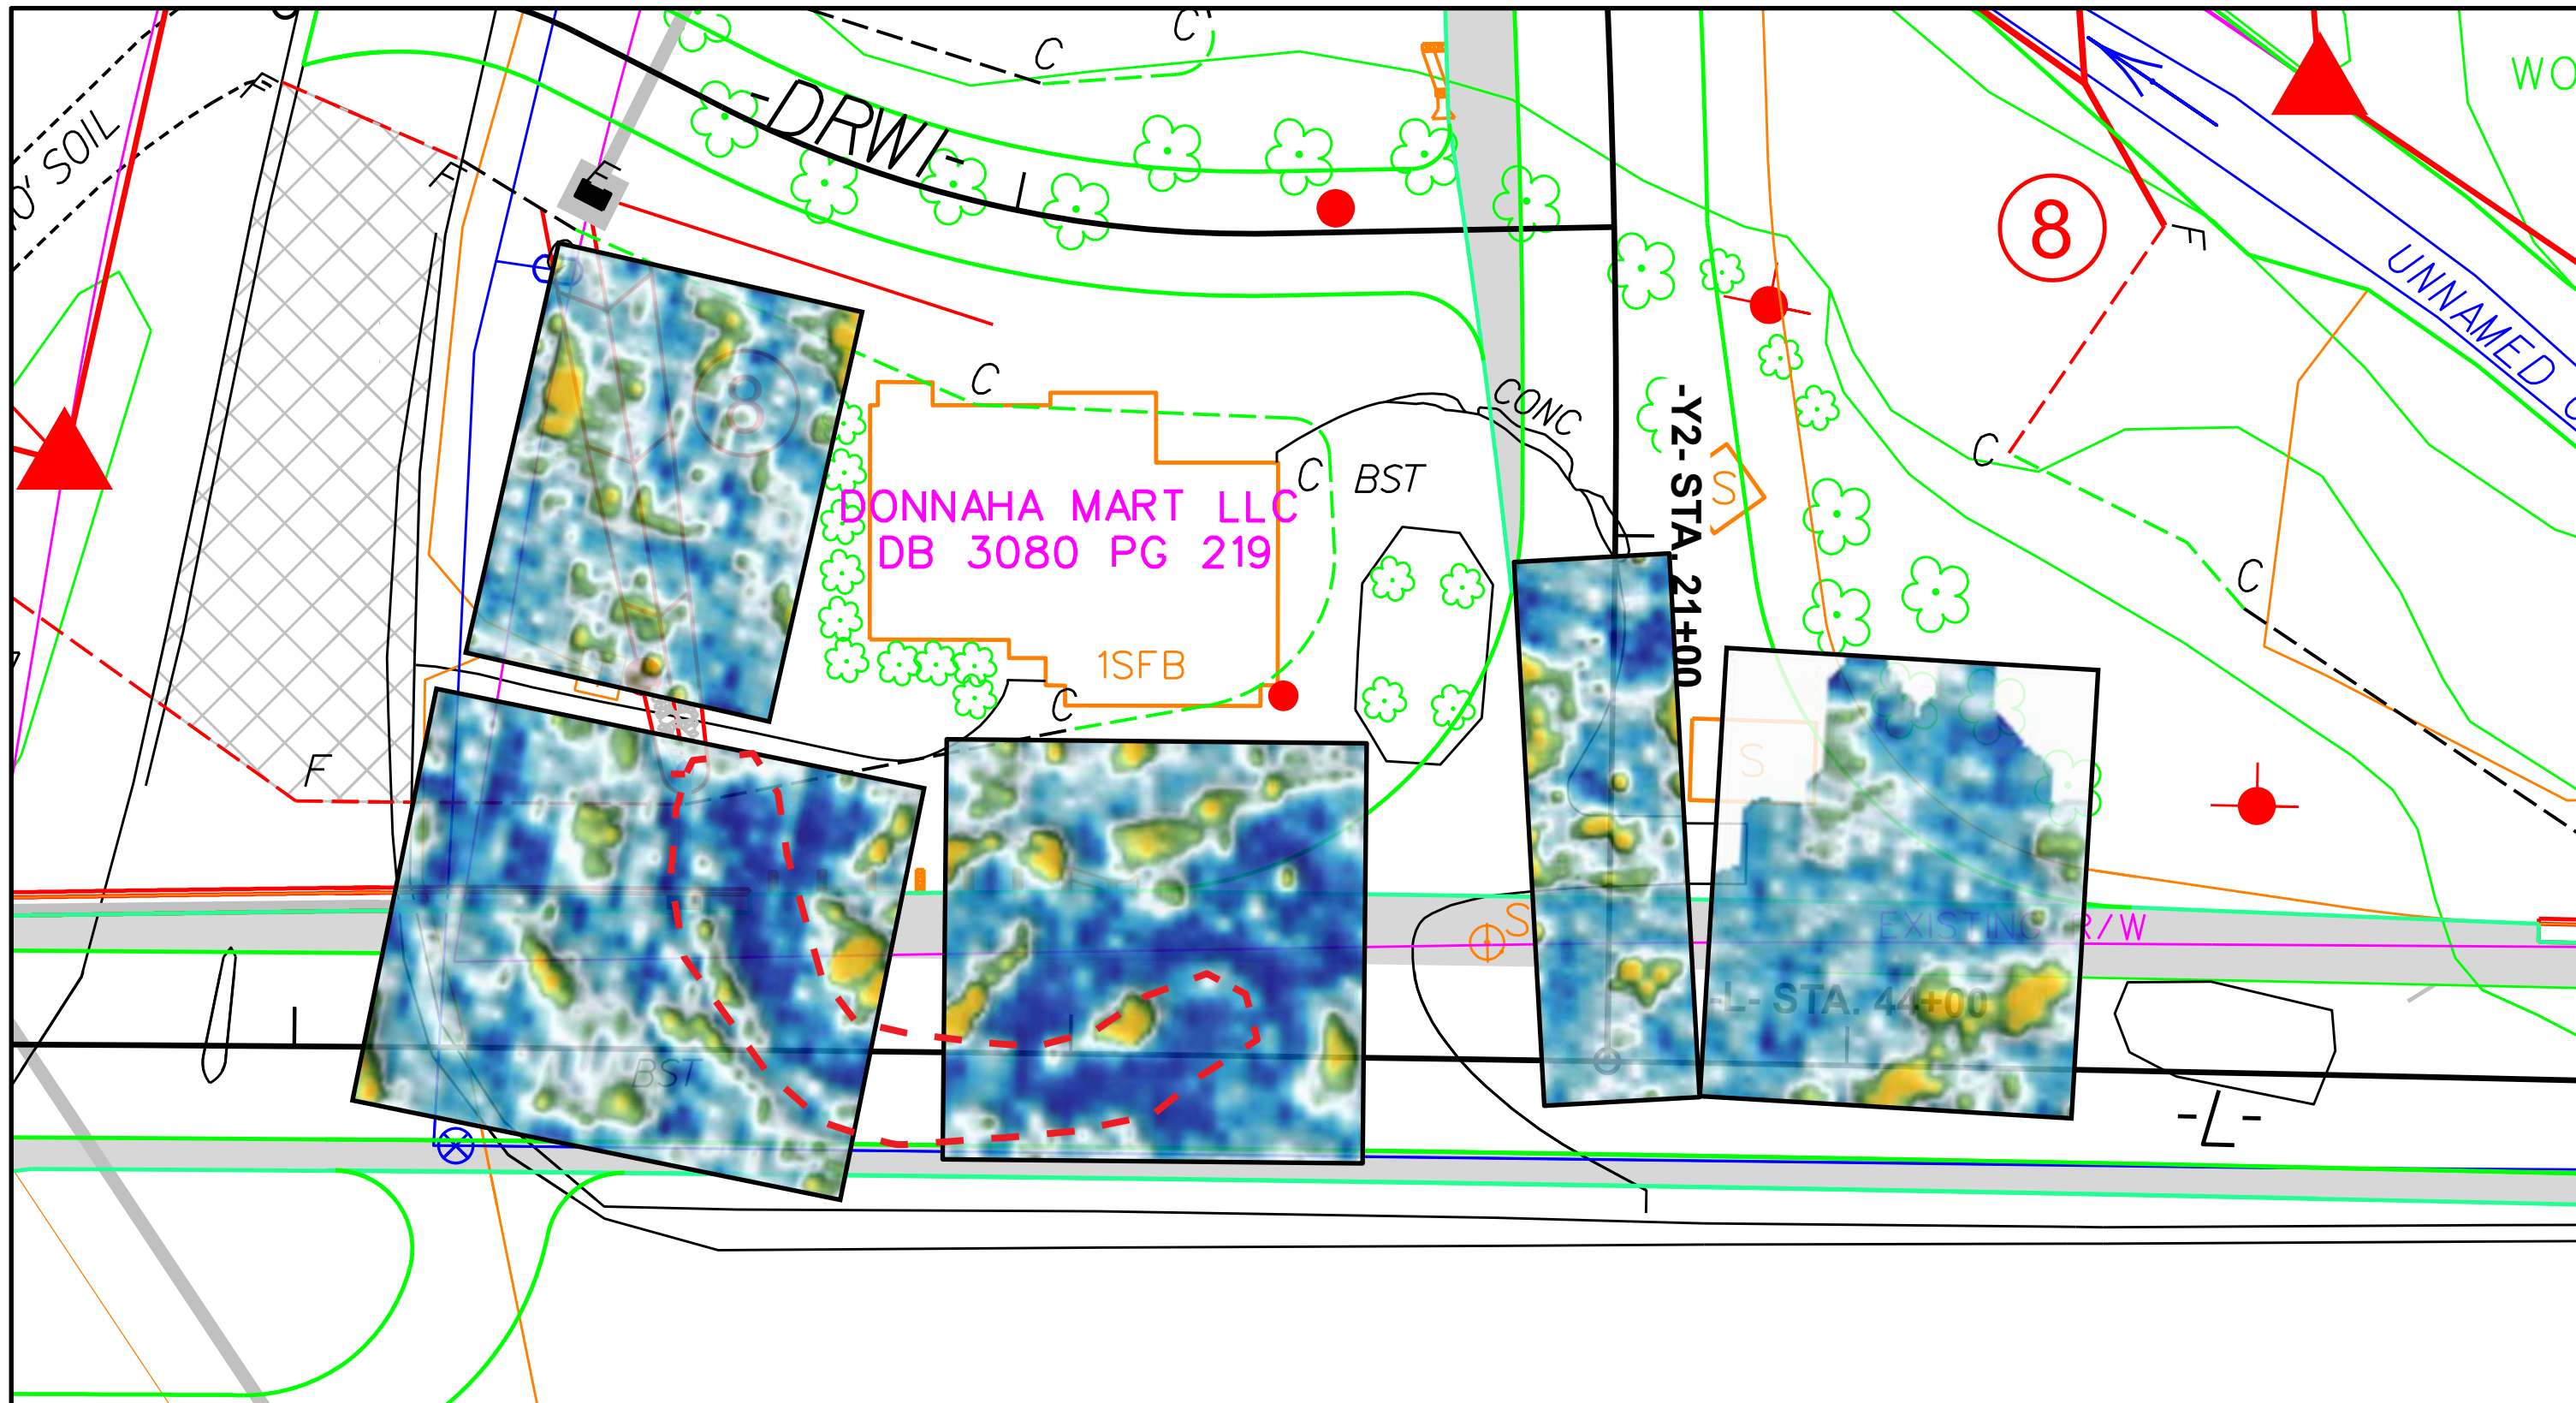 C
C
WO
-DRWI-
F
' SOIL
F
E
8
F
UNNAMED
C
8
CONC
-Y2- STA. 21+00
C
C
BST
S
DONNAHA MART LLC
DB 3080 PG 219
C
1SFB
C
S
F
S
EXISTING R/W
-L- STA. 44+00
BST
-L-